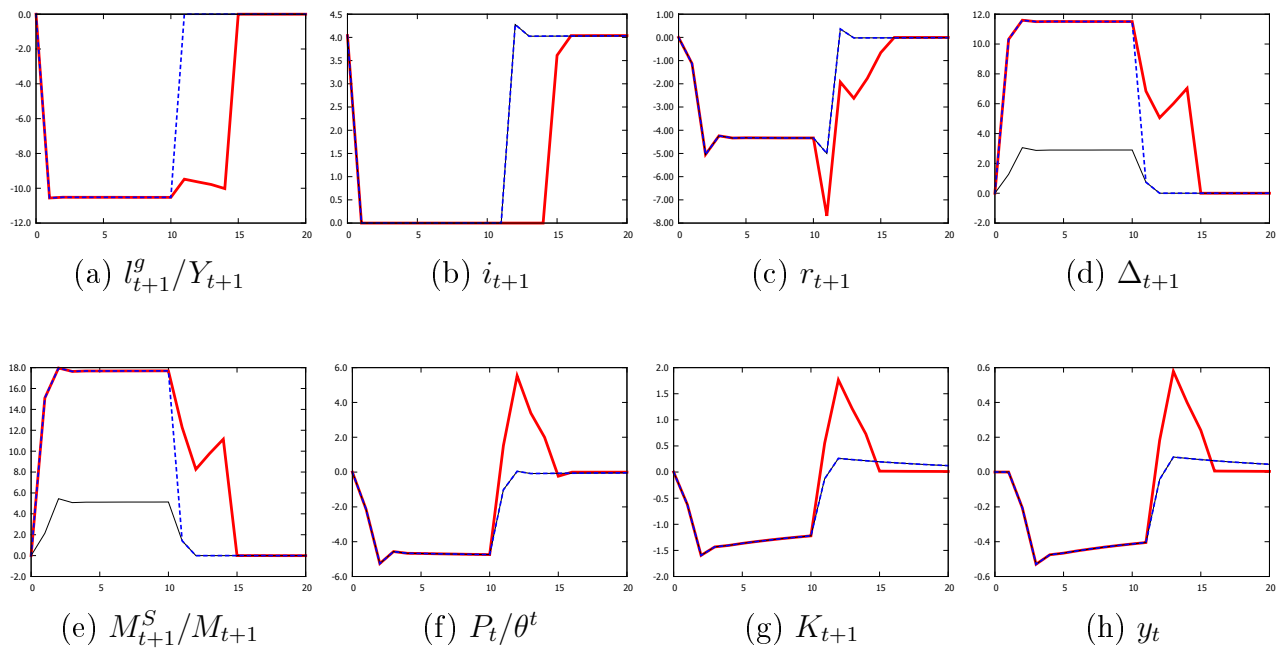 0.0 -2.0 -4.0 -6.0 -8.0 -10.0 -12.0
0 5 10 15 20
(a) l^g_{t+1}/Y_{t+1}
4.5 4.0 3.5 3.0 2.5 2.0 1.5 1.0 0.5 0.0
0 5 10 15 20
(b) i_{t+1}
1.00 0.00 -1.00 -2.00 -3.00 -4.00 -5.00 -6.00 -7.00 -8.00
0 5 10 15 20
(c) r_{t+1}
12.0 10.0 8.0 6.0 4.0 2.0 0.0 -2.0
0 5 10 15 20
(d) Δ_{t+1}
18.0 16.0 14.0 12.0 10.0 8.0 6.0 4.0 2.0 0.0 -2.0
0 5 10 15 20
(e) M^S_{t+1}/M_{t+1}
6.0 4.0 2.0 0.0 -2.0 -4.0 -6.0
0 5 10 15 20
(f) P_t/θ^t
2.0 1.5 1.0 0.5 0.0 -0.5 -1.0 -1.5 -2.0
0 5 10 15 20
(g) K_{t+1}
0.6 0.4 0.2 0.0 -0.2 -0.4 -0.6
0 5 10 15 20
(h) y_t